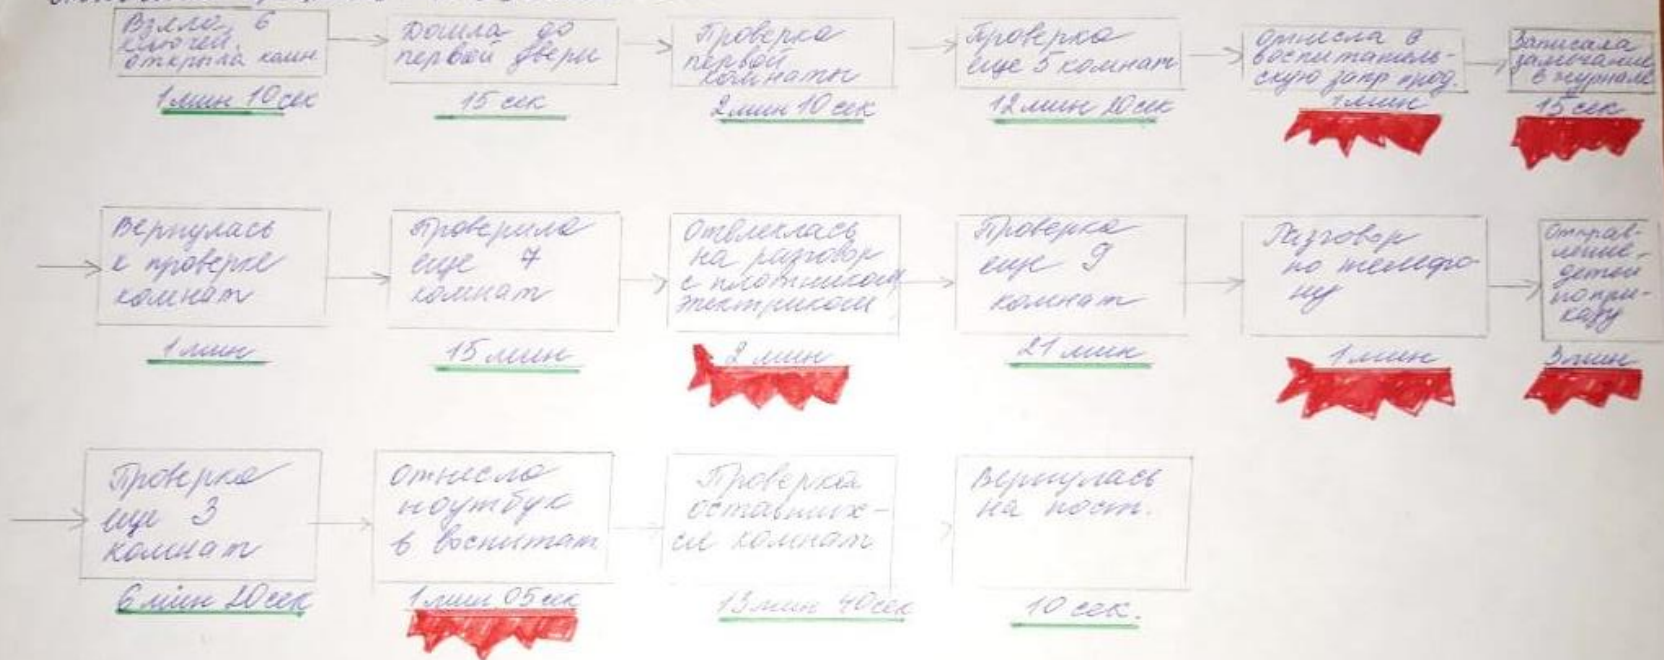 Взяла 6
ключей.
открыла комн
1 мин 10 сек
Дошла до
первой двери
15 сек
Проверка
первой
комнаты
2 мин 10 сек
Проверка
еще 5 комнат
12 мин 20 сек
отнесла в
воспитатель-
скую запр прод.
1 мин
Записала
замечание
в журнале
15 сек
Вернулась
к проверке
комнат
1 мин
Проверила
еще 7
комнат
15 мин
Отвлеклась
на разговор
с плотником
электриком
2 мин
Проверка
еще 9
комнат
21 мин
Разговор
по телефо-
ну
1 мин
Отправ-
ление
детей
по при-
казу
3 мин
Проверка
еще 3
комнат
6 мин 20 сек
Отнесла
ноутбук
в воспитат
1 мин 05 сек
Проверка
оставших-
ся комнат
13 мин 40 сек
Вернулась
на пост.
10 сек.